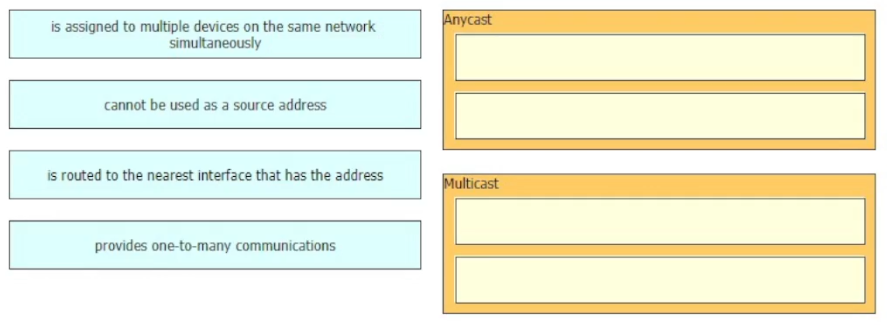 is assigned to multiple devices on the same network
simultaneously
cannot be used as a source address
is routed to the nearest interface that has the address
provides one-to-many communications
Anycast
Multicast